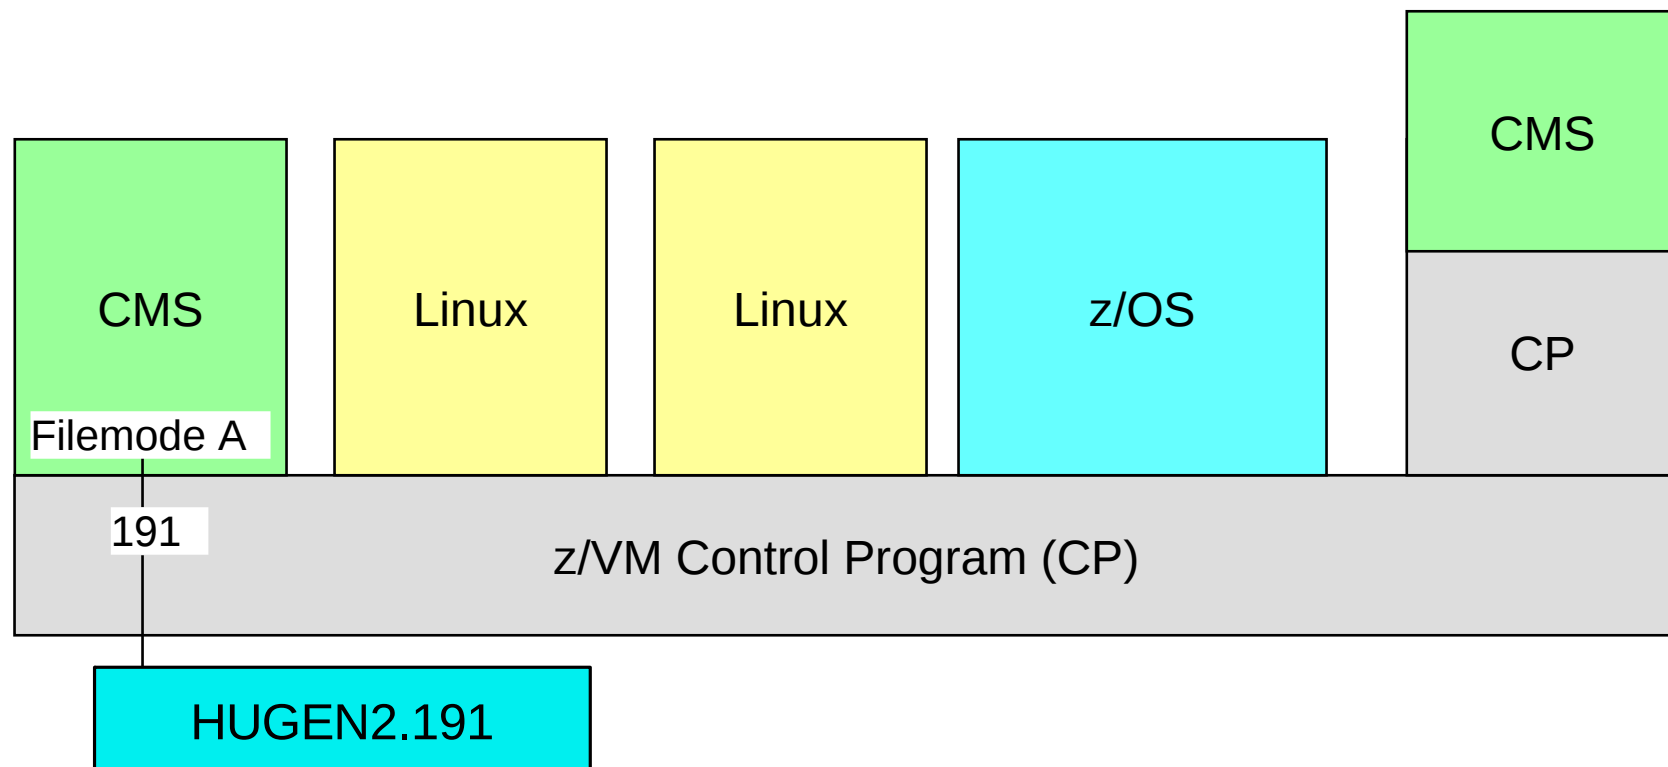 CMS
CMS
Linux
Linux
z/OS
CP
Filemode A
191
z/VM Control Program (CP)
HUGEN2.191